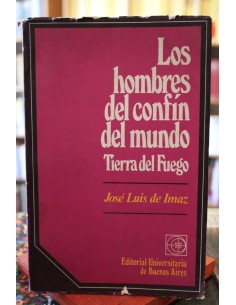 Los
hombres
del confín
del mundo
Tierra del Fuego
José Luis de Imaz
Editorial Universitaria
de Buenos Aires